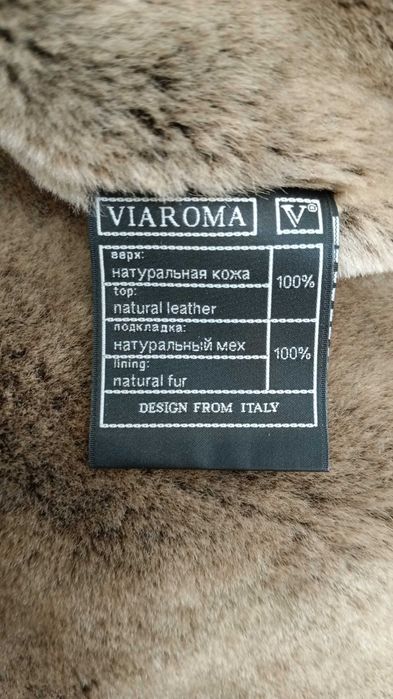 VIAROMA V®
верх:
натуральная кожа
100%
top:
natural leather
подкладка:
натуральный мех
100%
lining:
natural fur
DESIGN FROM ITALY